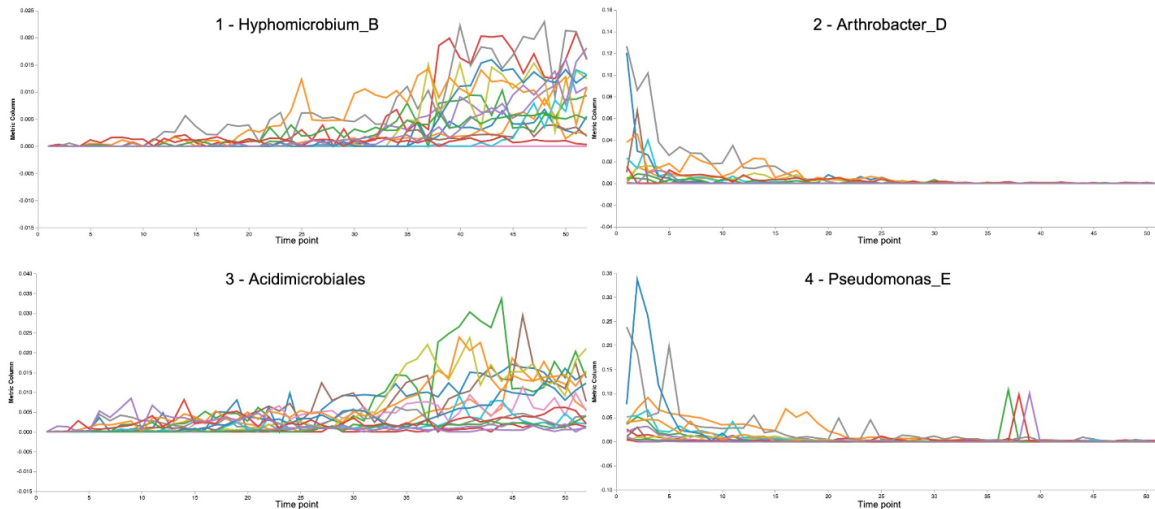 1 - Hyphomicrobium_B
0.025
0.020
0.015
0.010
0.005
0.000
-0.005
-0.010
-0.015
Metric Column
0 5 10 15 20 25 30 35 40 45 50
Time point
2 - Arthrobacter_D
0.16
0.14
0.12
0.10
0.08
0.06
0.04
0.02
0.00
-0.02
-0.04
Metric Column
0 5 10 15 20 25 30 35 40 45 50
Time point
3 - Acidimicrobiales
0.040
0.035
0.030
0.025
0.020
0.015
0.010
0.005
0.000
-0.005
-0.010
-0.015
Metric Column
0 5 10 15 20 25 30 35 40 45 50
Time point
4 - Pseudomonas_E
0.35
0.30
0.25
0.20
0.15
0.10
0.05
0.00
-0.05
-0.10
Metric Column
0 5 10 15 20 25 30 35 40 45 50
Time point